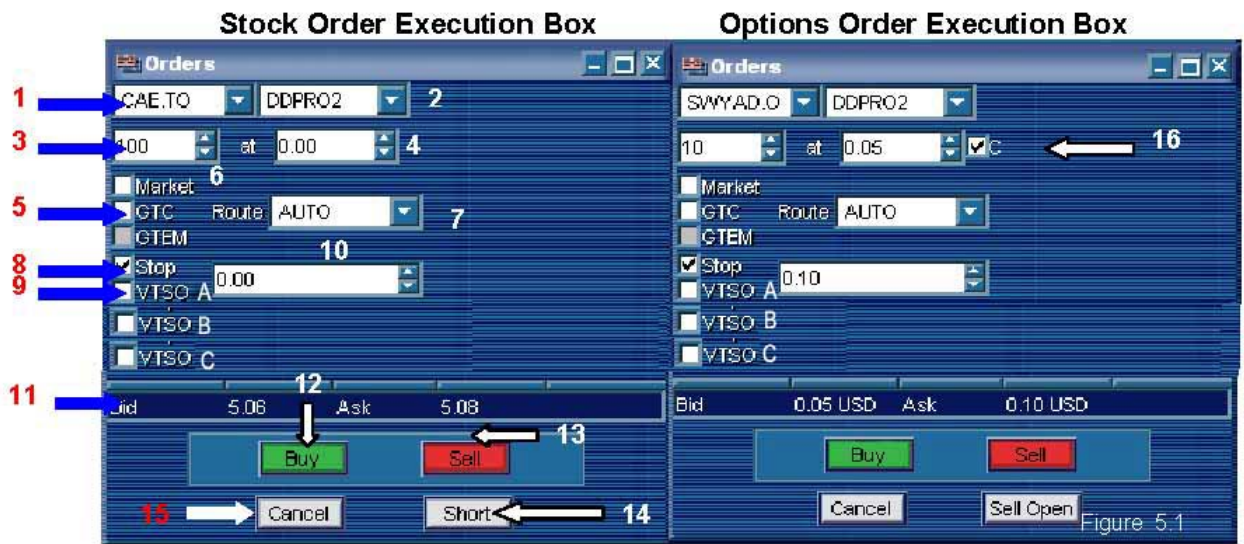 Stock Order Execution Box Options Order Execution Box
Orders Orders
1 CAE.TO DDPRO2 2 SWYAD.O DDPRO2
3 100 at 0.00 4 10 at 0.05 C 16
Market 6 Market
5 GTC Route AUTO 7 GTC Route AUTO
GTEM GTEM
10
8 Stop 0.00 Stop 0.10
9 VTSO A VTSO A
VTSO B VTSO B
VTSO C VTSO C
12
11 Bid 5.06 Ask 5.08 Bid 0.05 USD Ask 0.10 USD
13
Buy Sell Buy Sell
15 Cancel Short 14 Cancel Sell Open
Figure 5.1